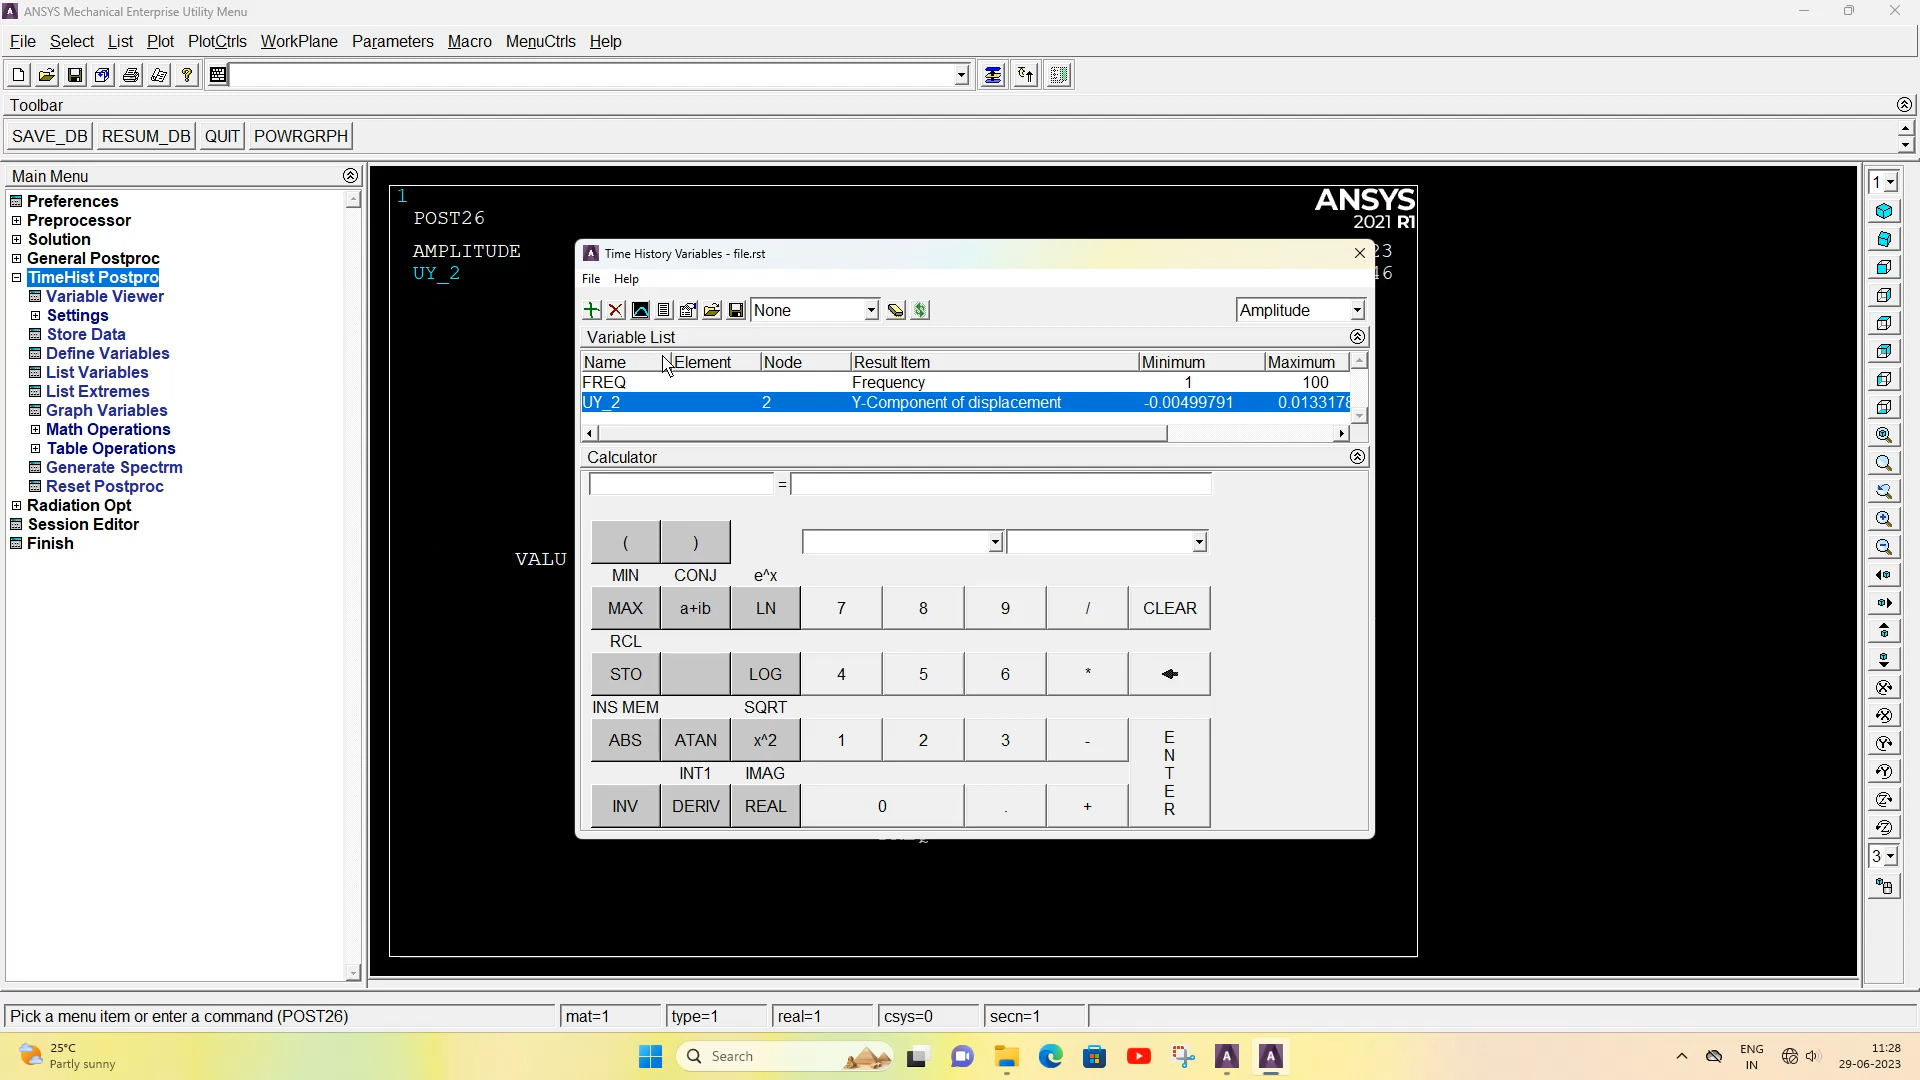 ANSYS Mechanical Enterprise Utility Menu
File Select List Plot PlotCtrls WorkPlane Parameters Macro MenuCtrls Help
Toolbar
SAVE_DB RESUM_DB QUIT POWRGRPH
Main Menu
Preferences
Preprocessor
Solution
General Postproc
TimeHist Postpro
Variable Viewer
Settings
Store Data
Define Variables
List Variables
List Extremes
Graph Variables
Math Operations
Table Operations
Generate Spectrm
Reset Postproc
Radiation Opt
Session Editor
Finish
1
POST26
AMPLITUDE
UY_2
VALU
ANSYS
2021 R1
23
46
Time History Variables - file.rst
File Help
None Amplitude
Variable List
Name Element Node Result Item Minimum Maximum
FREQ Frequency 1 100
UY_2 2 Y-Component of displacement -0.00499791 0.0133178
Calculator
=
( )
MIN CONJ e^x
MAX a+ib LN 7 8 9 / CLEAR
RCL
STO LOG 4 5 6 *
INS MEM SQRT
ABS ATAN x^2 1 2 3 - ENTER
INT1 IMAG
INV DERIV REAL 0 . +
1
3
Pick a menu item or enter a command (POST26) mat=1 type=1 real=1 csys=0 secn=1
25°C
Partly sunny
Search
ENG
IN
11:28
29-06-2023